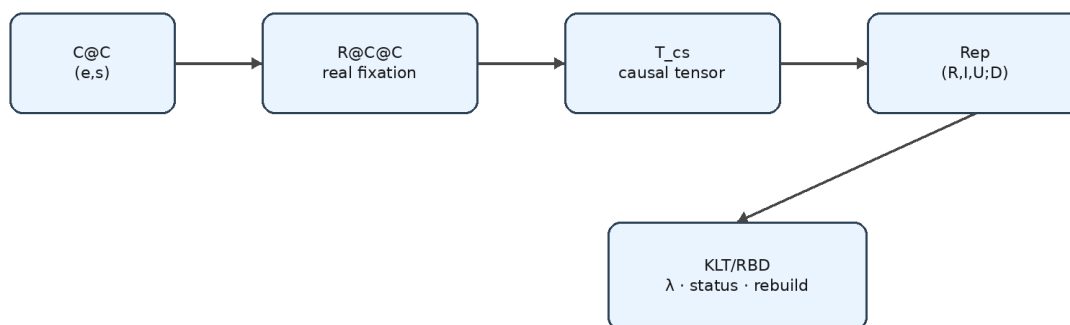 C@C
(e,s)
R@C@C
real fixation
T_cs
causal tensor
Rep
(R,I,U;D)
KLT/RBD
λ · status · rebuild